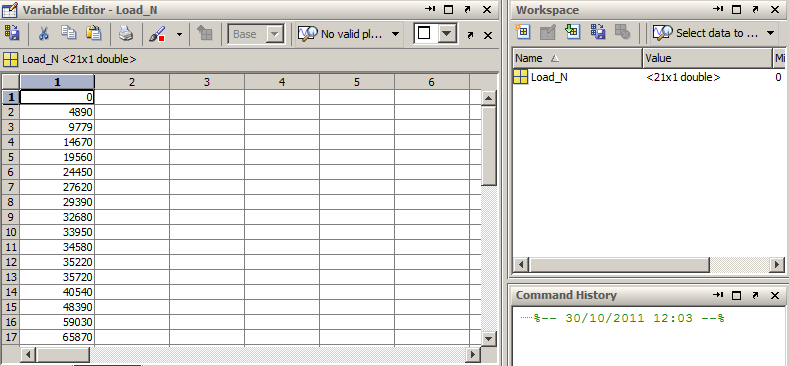 Variable Editor - Load_N
Base
No valid pl...
Load_N <21x1 double>
1 2 3 4 5 6
1 0
2 4890
3 9779
4 14670
5 19560
6 24450
7 27620
8 29390
9 32680
10 33950
11 34580
12 35220
13 35720
14 40540
15 48390
16 59030
17 65870
Workspace
Select data to ...
Name Value Mi
Load_N <21x1 double> 0
Command History
%-- 30/10/2011 12:03 --%